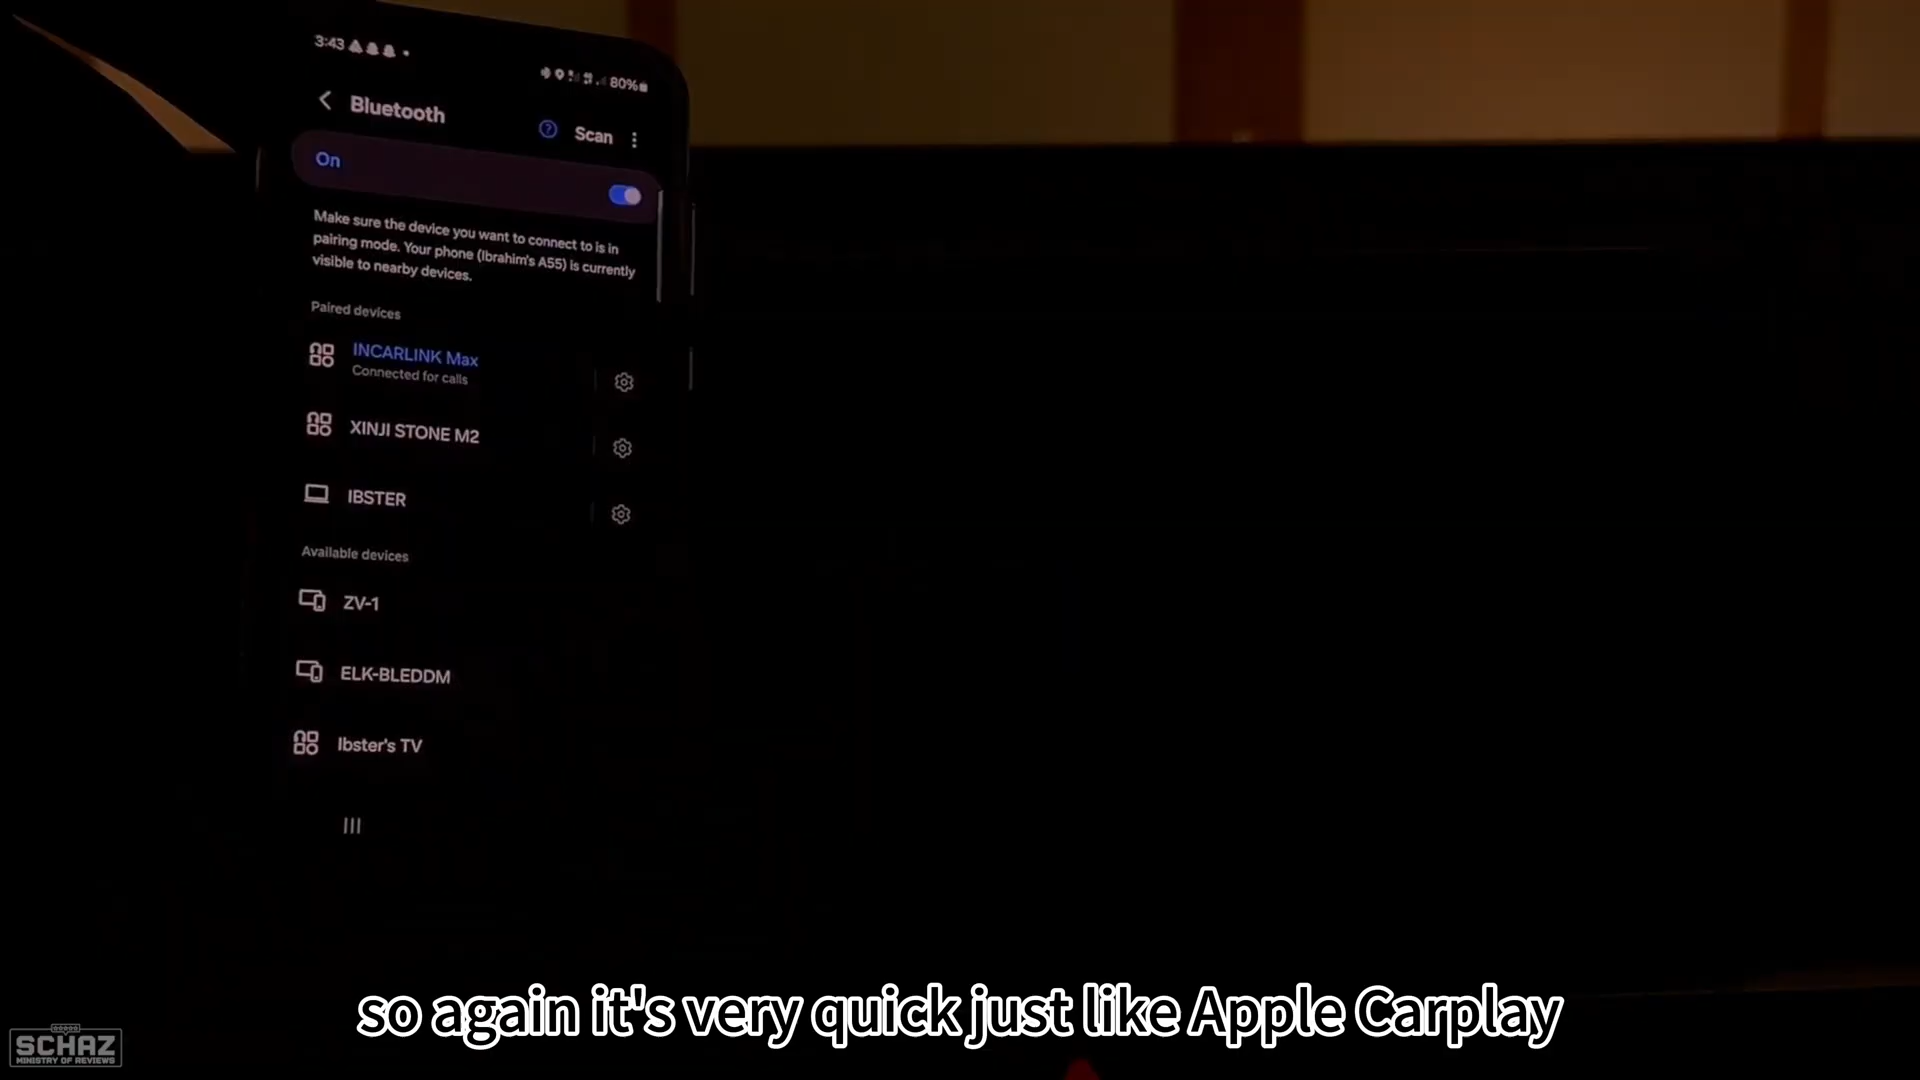 3:43
80%
Bluetooth
Scan
On
Make sure the device you want to connect to is in
pairing mode. Your phone (Ibrahim's A55) is currently
visible to nearby devices.
Paired devices
INCARLINK Max
Connected for calls
XINJI STONE M2
IBSTER
Available devices
ZV-1
ELK-BLEDDM
Ibster's TV
so again it's very quick just like Apple Carplay
SCHAZ
MINISTRY OF REVIEWS